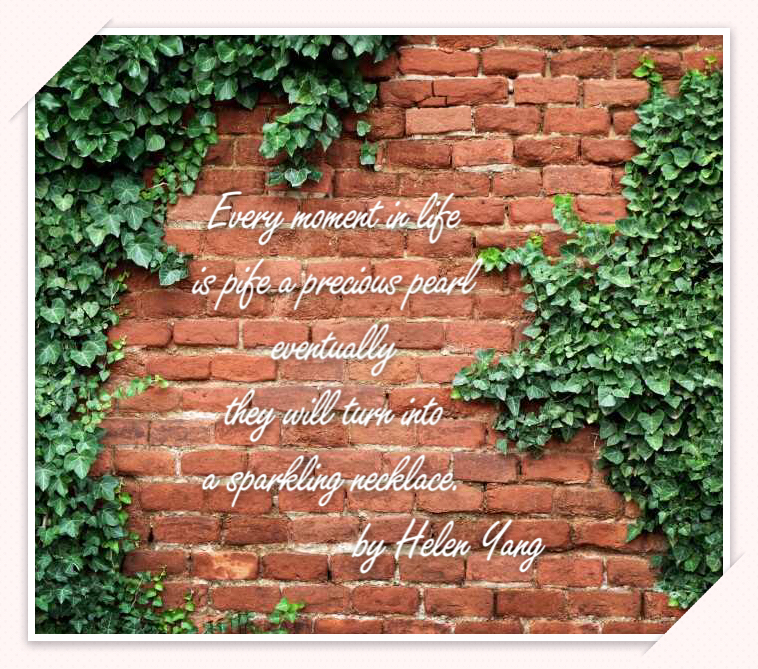 Every moment in life
is pife a precious pearl
eventually
they will turn into
a sparkling necklace.
by Helen Yang